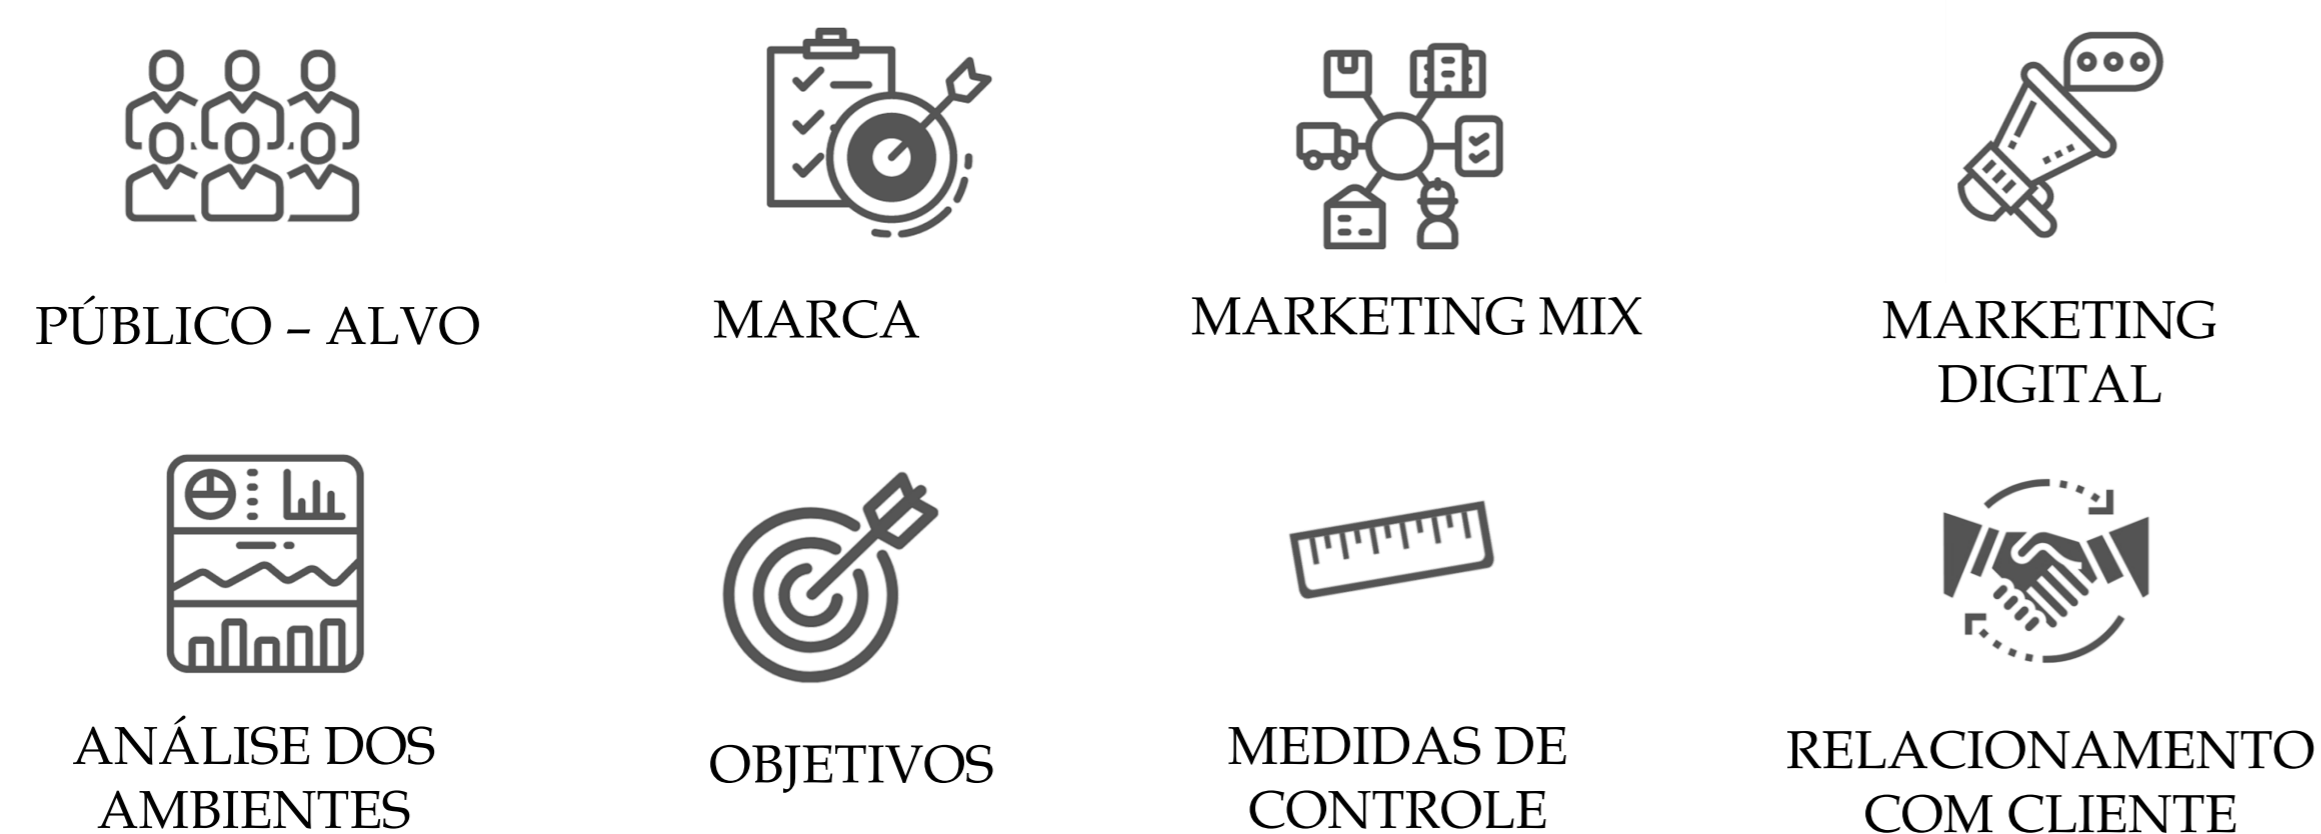 PÚBLICO – ALVO
MARCA
MARKETING MIX
MARKETING
DIGITAL
ANÁLISE DOS
AMBIENTES
OBJETIVOS
MEDIDAS DE
CONTROLE
RELACIONAMENTO
COM CLIENTE